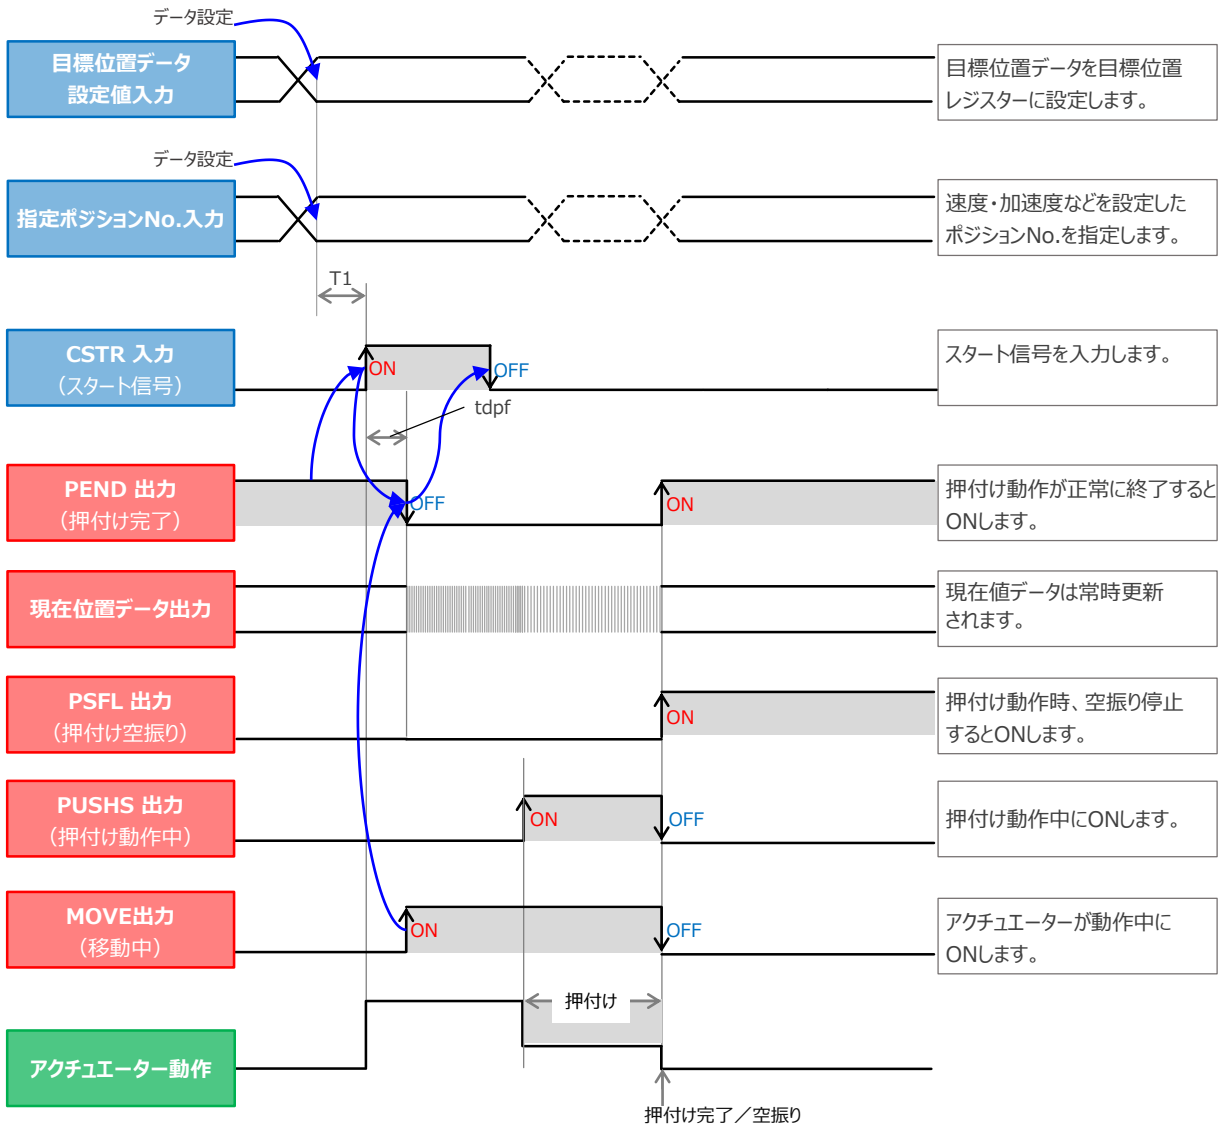 データ設定
目標位置データ
設定値入力
目標位置データを目標位置
レジスターに設定します。
データ設定
指定ポジションNo.入力
速度・加速度などを設定した
ポジションNo.を指定します。
T1
CSTR 入力
（スタート信号）
ON
OFF
スタート信号を入力します。
tdpf
PEND 出力
（押付け完了）
OFF
ON
押付け動作が正常に終了すると
ONします。
現在位置データ出力
現在値データは常時更新
されます。
PSFL 出力
（押付け空振り）
ON
押付け動作時、空振り停止
するとONします。
PUSHS 出力
（押付け動作中）
ON
OFF
押付け動作中にONします。
MOVE出力
（移動中）
ON
OFF
アクチュエーターが動作中に
ONします。
押付け
アクチュエーター動作
押付け完了／空振り